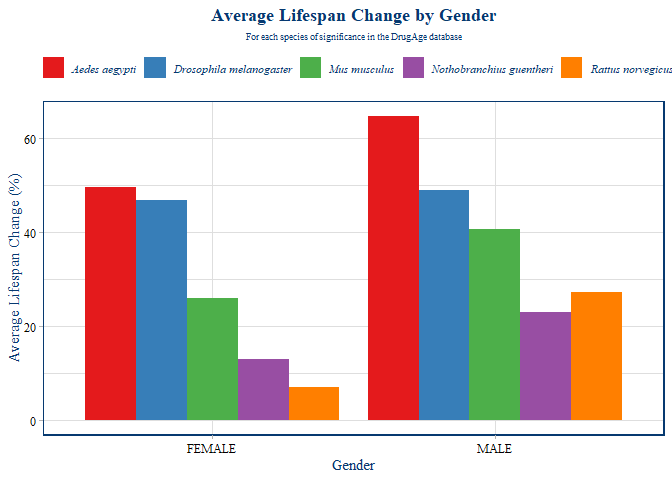 Average Lifespan Change by Gender
For each species of significance in the DrugAge database
Aedes aegypti Drosophila melanogaster Mus musculus Nothobranchius guentheri Rattus norvegicus
Average Lifespan Change (%)
60
40
20
0
FEMALE MALE
Gender